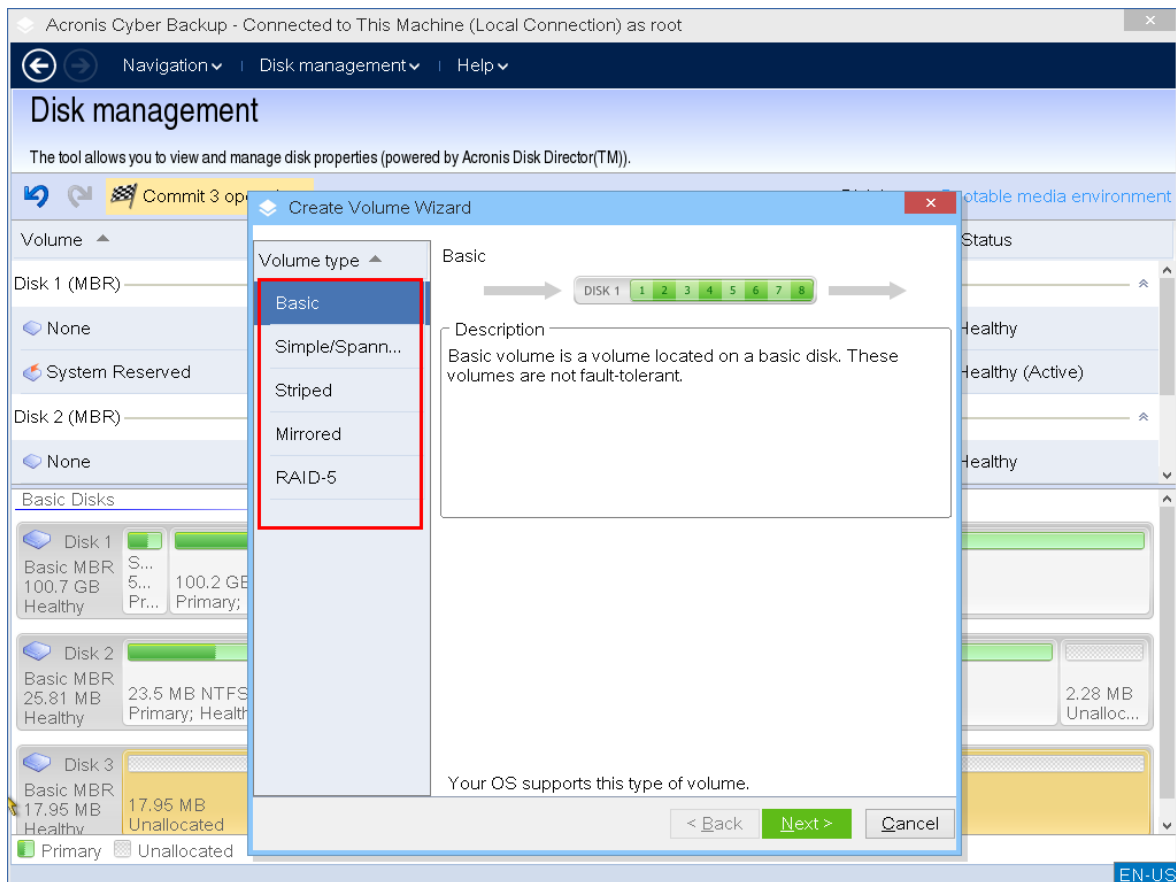 Acronis Cyber Backup - Connected to This Machine (Local Connection) as root
Navigation Disk management Help
Disk management
The tool allows you to view and manage disk properties (powered by Acronis Disk Director(TM)).
Commit 3 op
otable media environment
Create Volume Wizard
Volume
Status
Disk 1 (MBR)
None
Healthy
System Reserved
Healthy (Active)
Disk 2 (MBR)
None
Healthy
Volume type
Basic
Simple/Spann...
Striped
Mirrored
RAID-5
Basic
DISK 1 1 2 3 4 5 6 7 8
Description
Basic volume is a volume located on a basic disk. These
volumes are not fault-tolerant.
Your OS supports this type of volume.
< Back Next > Cancel
Basic Disks
Disk 1
Basic MBR
100.7 GB
Healthy
S...
5...
Pr...
100.2 GB
Primary;
Disk 2
Basic MBR
25.81 MB
Healthy
23.5 MB NTFS
Primary; Health
2.28 MB
Unalloc...
Disk 3
Basic MBR
17.95 MB
Healthy
17.95 MB
Unallocated
Primary Unallocated
EN-US